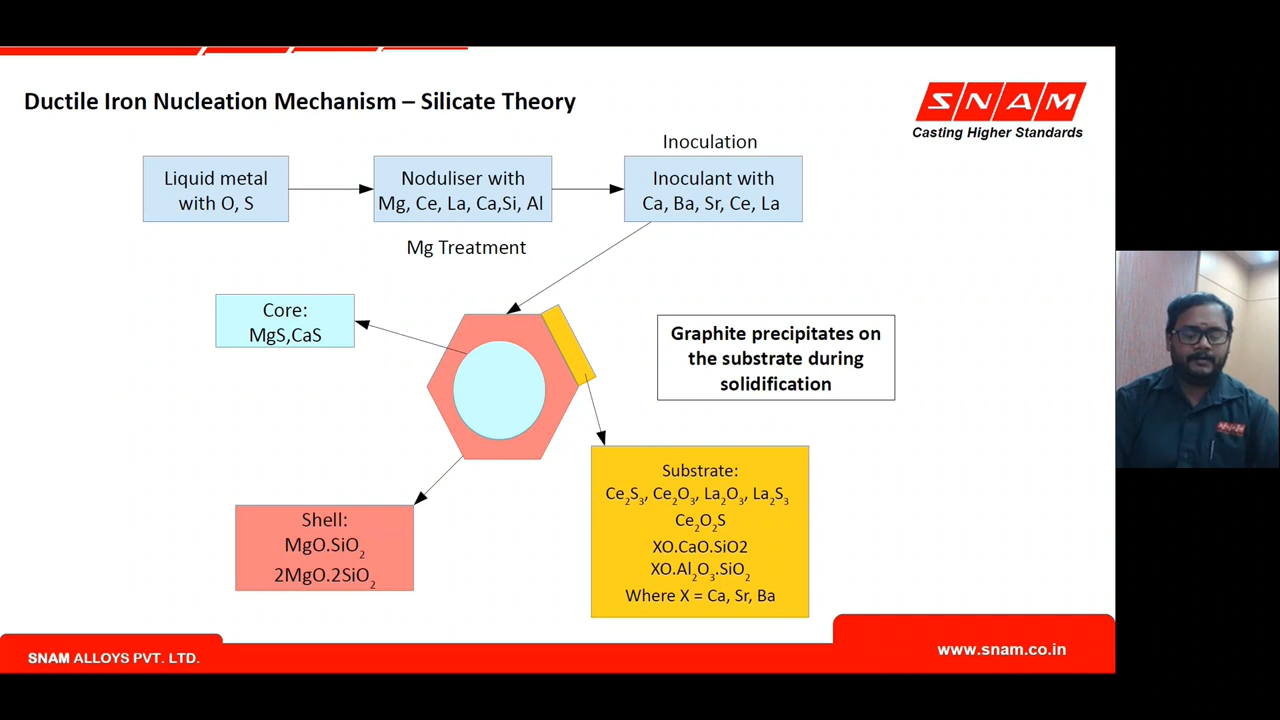 Ductile Iron Nucleation Mechanism – Silicate Theory
SNAM
Casting Higher Standards
Inoculation
Liquid metal
with O, S
Noduliser with
Mg, Ce, La, Ca,Si, Al
Inoculant with
Ca, Ba, Sr, Ce, La
Mg Treatment
Core:
MgS,CaS
Graphite precipitates on
the substrate during
solidification
Substrate:
Ce2S3, Ce2O3, La2O3, La2S3
Ce2O2S
XO.CaO.SiO2
XO.Al2O3.SiO2
Where X = Ca, Sr, Ba
Shell:
MgO.SiO2
2MgO.2SiO2
SNAM ALLOYS PVT. LTD.
www.snam.co.in
SNAM